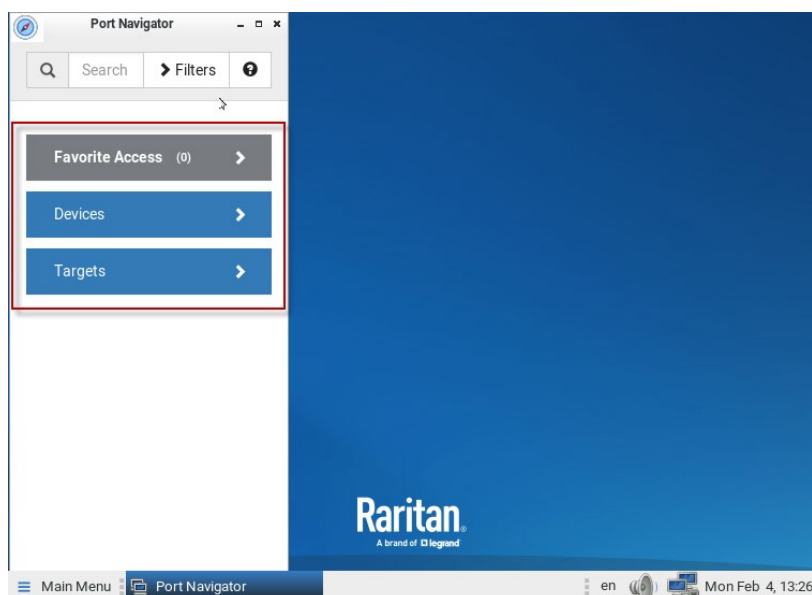 Port Navigator
Search
Filters
Favorite Access (0)
Devices
Targets
Raritan®
A brand of legrand
Main Menu
Port Navigator
en
Mon Feb 4, 13:26